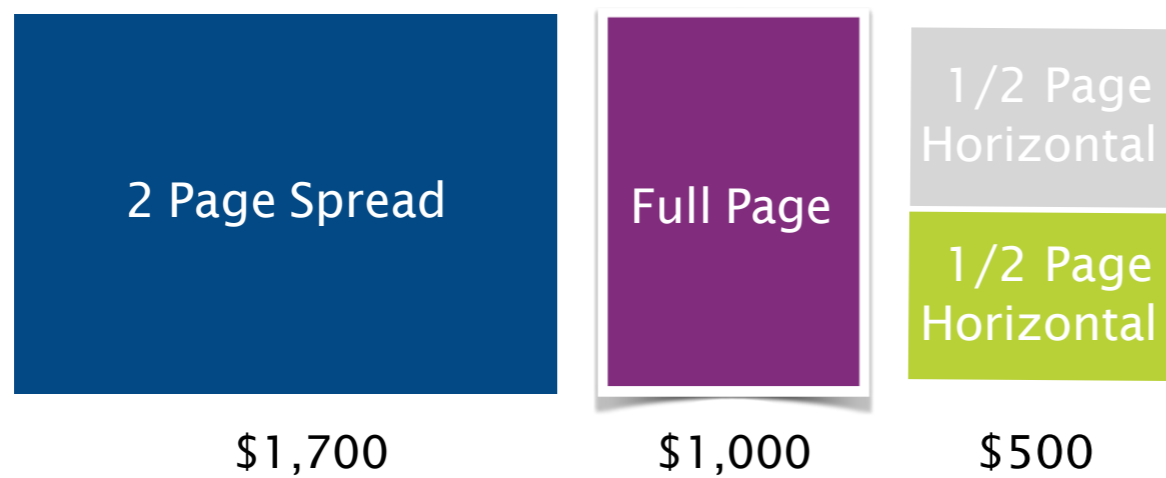 2 Page Spread
Full Page
1/2 Page
Horizontal
1/2 Page
Horizontal
$1,700
$1,000
$500